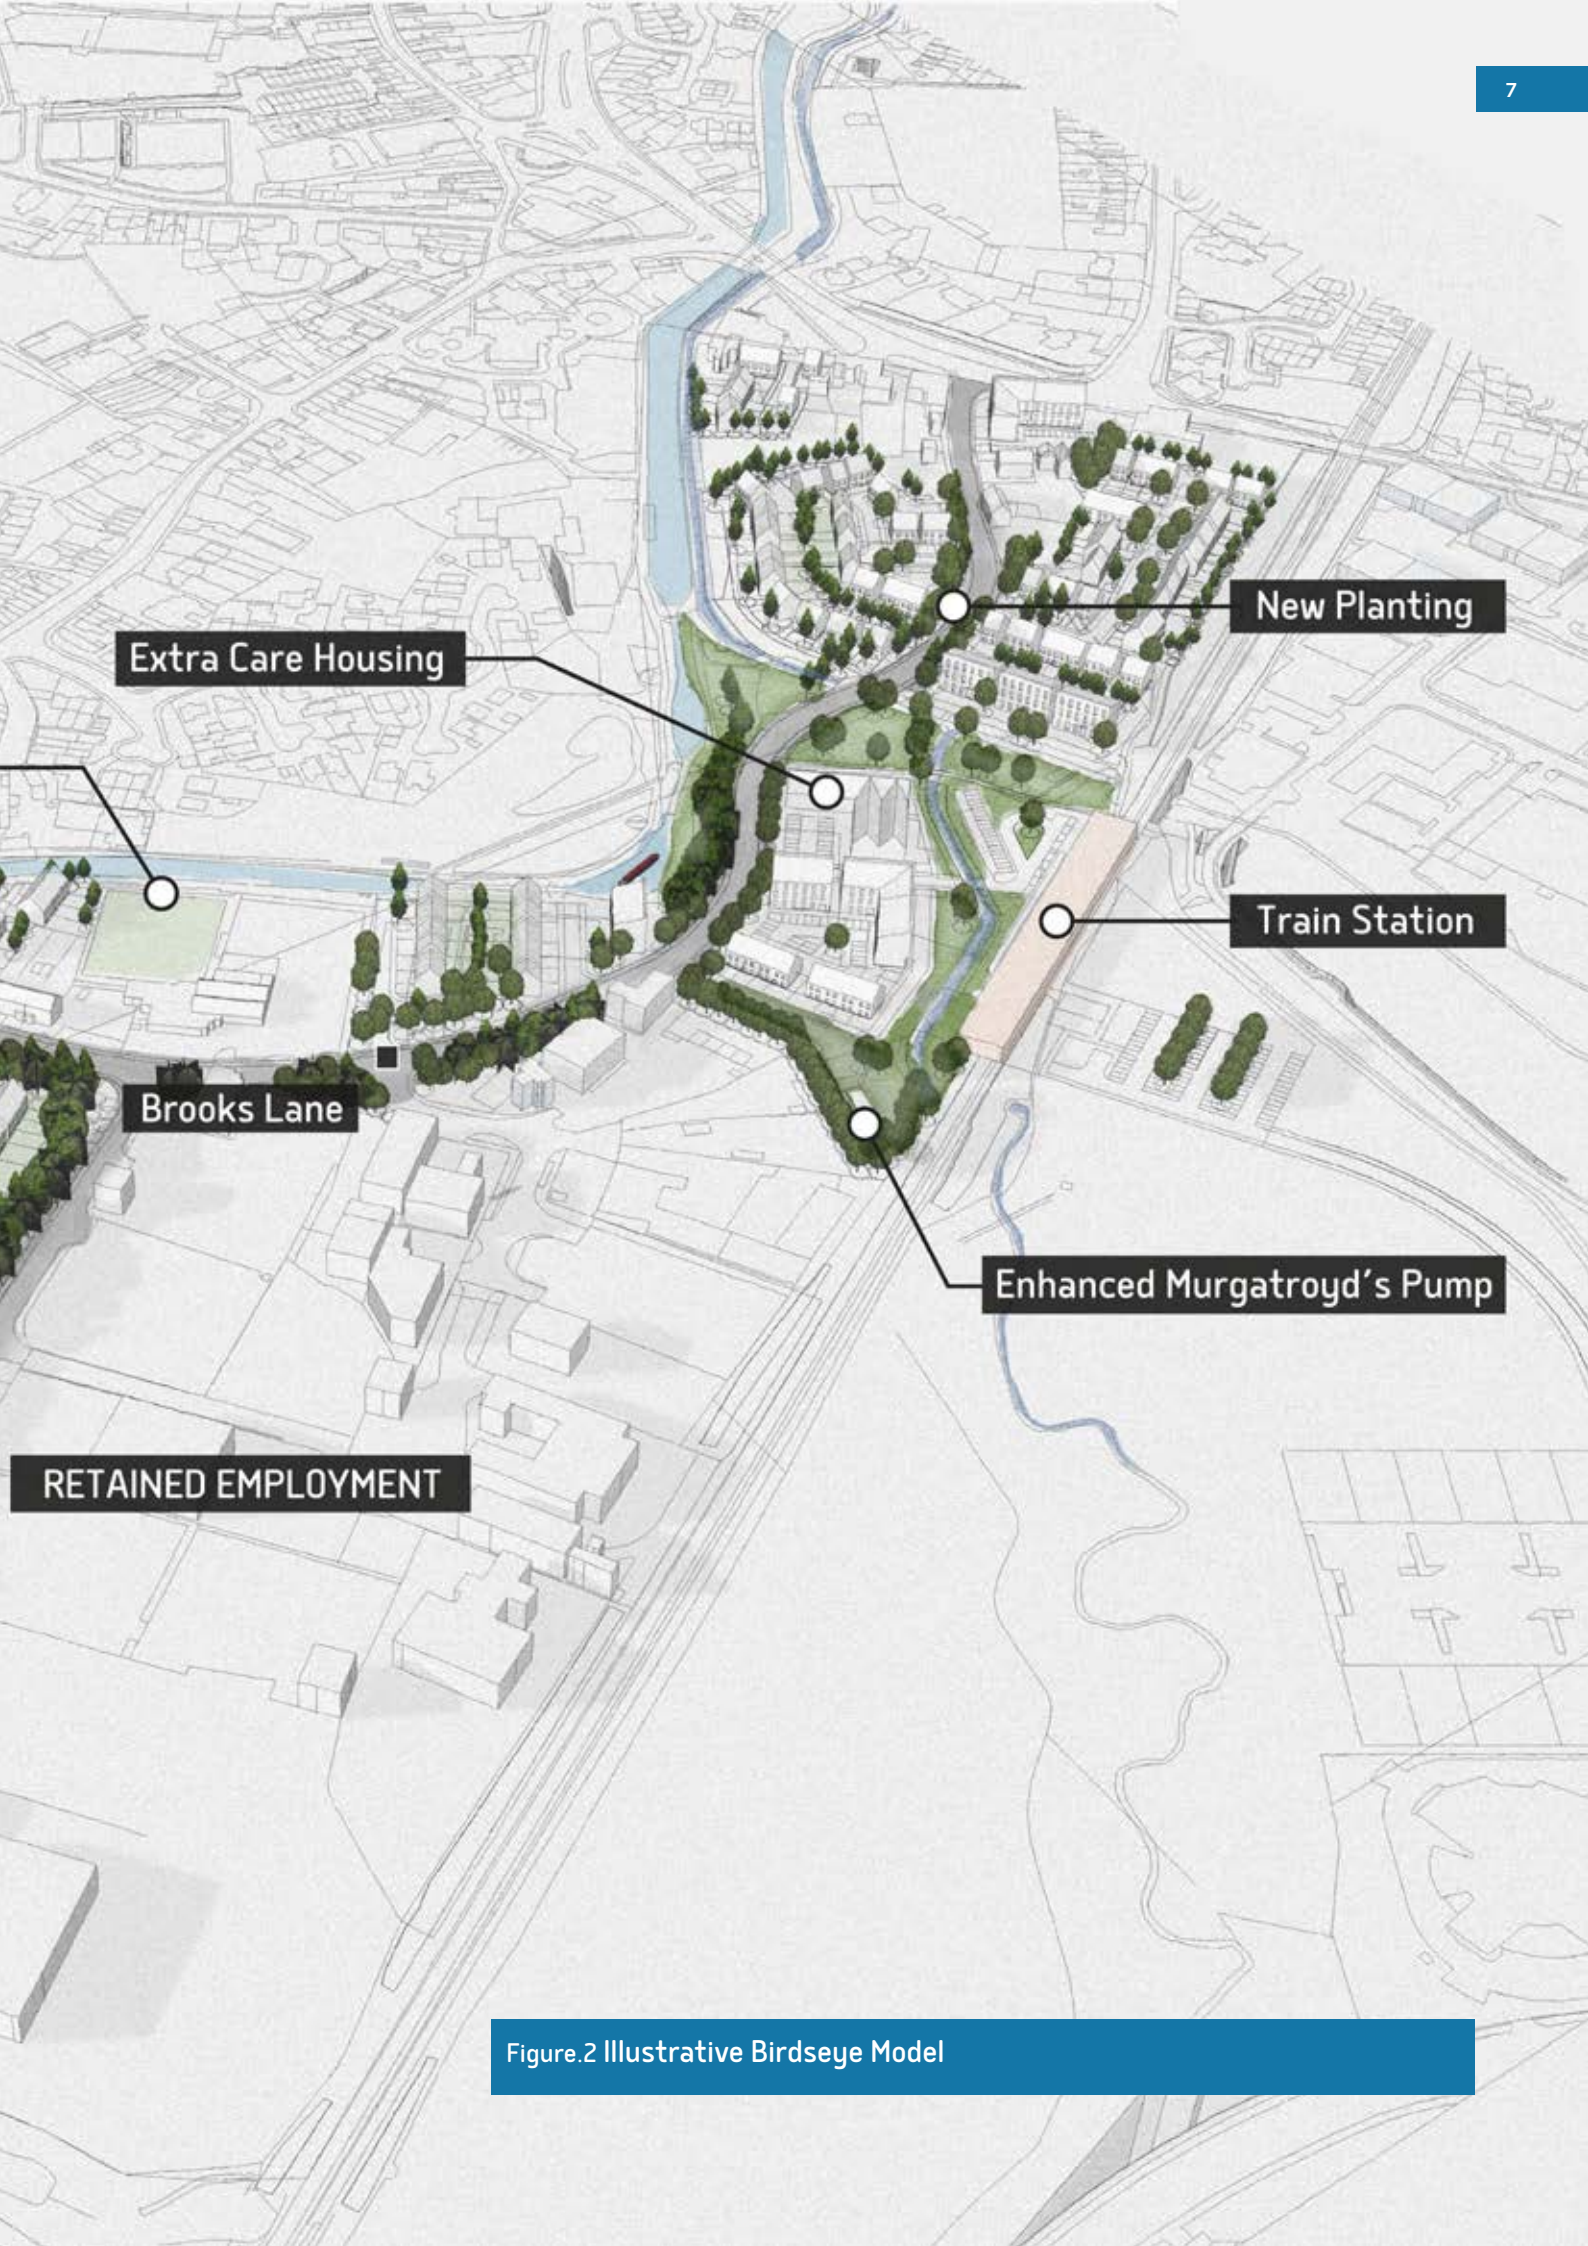 7
New Planting
Extra Care Housing
Train Station
Brooks Lane
Enhanced Murgatroyd's Pump
RETAINED EMPLOYMENT
Figure.2 Illustrative Birdseye Model